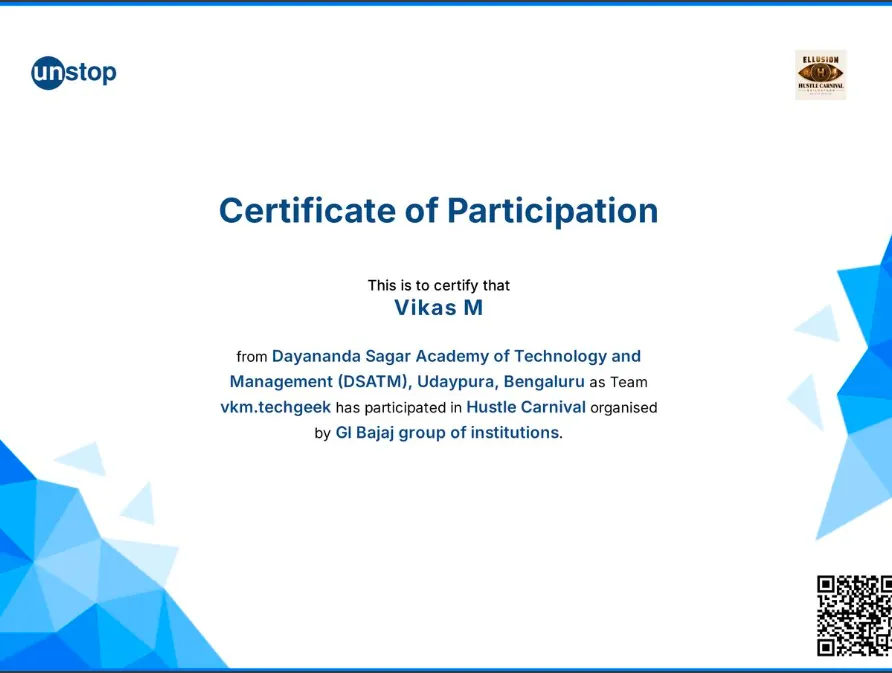 unstop
ELLUSION
H
HUSTLE CARNIVAL
Certificate of Participation
This is to certify that
Vikas M
from Dayananda Sagar Academy of Technology and
Management (DSATM), Udaypura, Bengaluru as Team
vkm.techgeek has participated in Hustle Carnival organised
by GI Bajaj group of institutions.